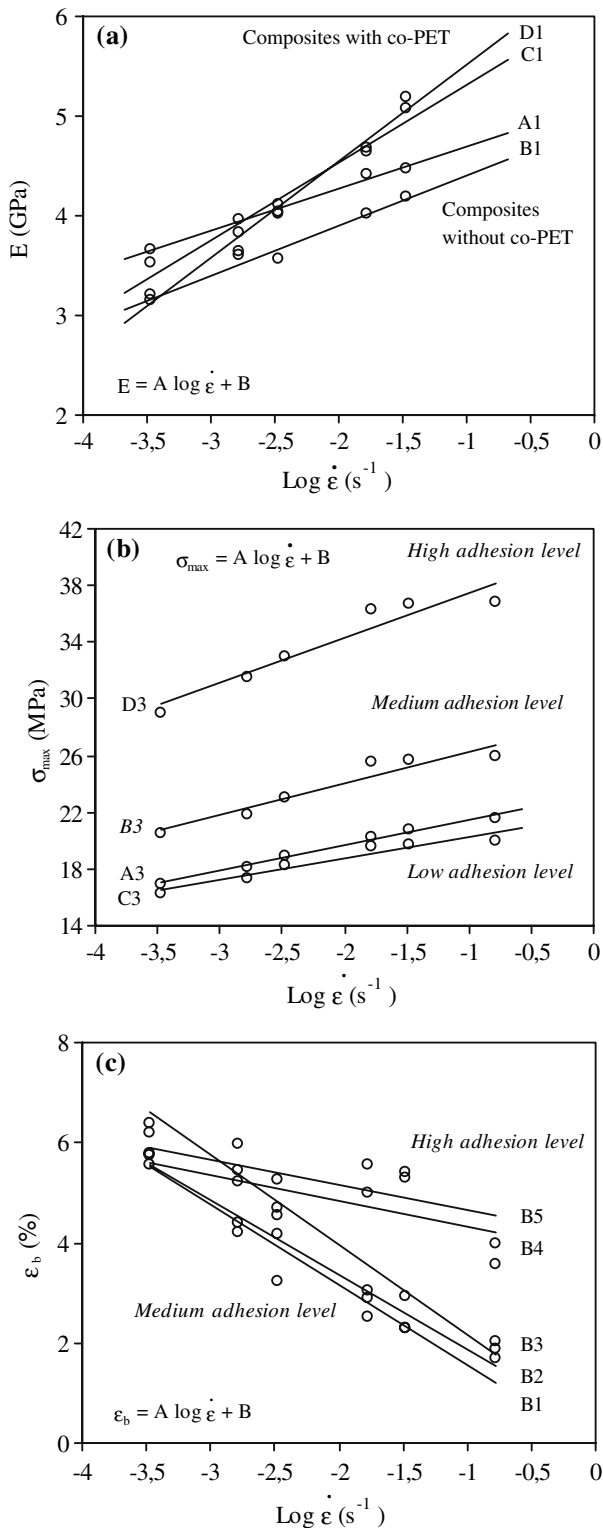 (a)
Composites with co-PET
D1
C1
A1
B1
Composites
without co-PET
E = A log ε̇ + B
E (GPa)
6
5
4
3
2
-4
-3,5
-3
-2,5
-2
-1,5
-1
-0,5
0
Log ε̇ (s⁻¹)
(b)
σmax = A log ε̇ + B
High adhesion level
D3
Medium adhesion level
B3
A3
C3
Low adhesion level
σmax (MPa)
42
38
34
30
26
22
18
14
-4
-3,5
-3
-2,5
-2
-1,5
-1
-0,5
0
Log ε̇ (s⁻¹)
(c)
High adhesion level
B5
B4
Medium adhesion level
B3
B2
B1
εb = A log ε̇ + B
εb (%)
8
6
4
2
0
-4
-3,5
-3
-2,5
-2
-1,5
-1
-0,5
0
Log ε̇ (s⁻¹)